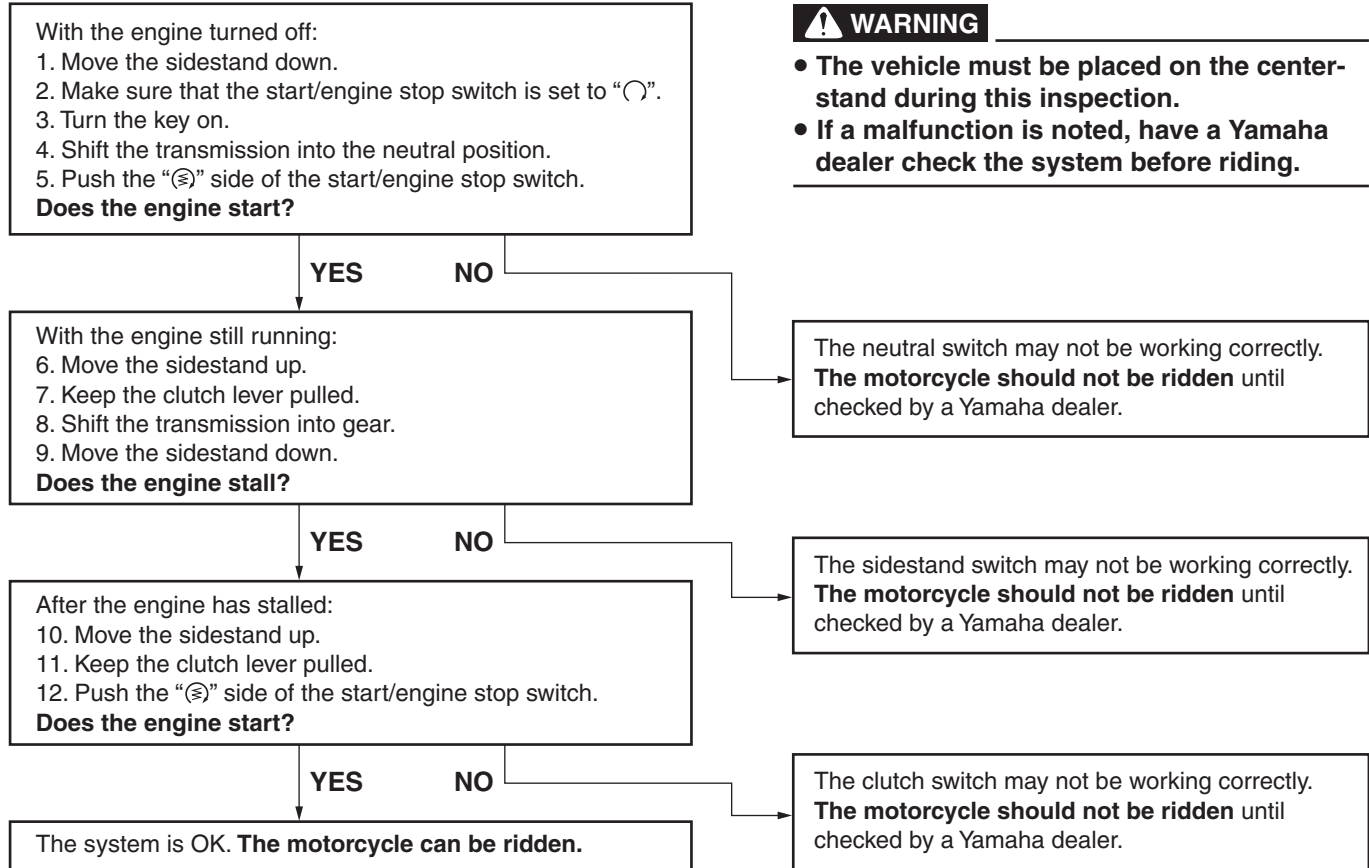 With the engine turned off:
1. Move the sidestand down.
2. Make sure that the start/engine stop switch is set to “○”.
3. Turn the key on.
4. Shift the transmission into the neutral position.
5. Push the “” side of the start/engine stop switch.
Does the engine start?
WARNING
● The vehicle must be placed on the center-
stand during this inspection.
● If a malfunction is noted, have a Yamaha
dealer check the system before riding.
YES NO
With the engine still running:
6. Move the sidestand up.
7. Keep the clutch lever pulled.
8. Shift the transmission into gear.
9. Move the sidestand down.
Does the engine stall?
The neutral switch may not be working correctly.
The motorcycle should not be ridden until
checked by a Yamaha dealer.
YES NO
After the engine has stalled:
10. Move the sidestand up.
11. Keep the clutch lever pulled.
12. Push the “” side of the start/engine stop switch.
Does the engine start?
The sidestand switch may not be working correctly.
The motorcycle should not be ridden until
checked by a Yamaha dealer.
YES NO
The system is OK. The motorcycle can be ridden.
The clutch switch may not be working correctly.
The motorcycle should not be ridden until
checked by a Yamaha dealer.